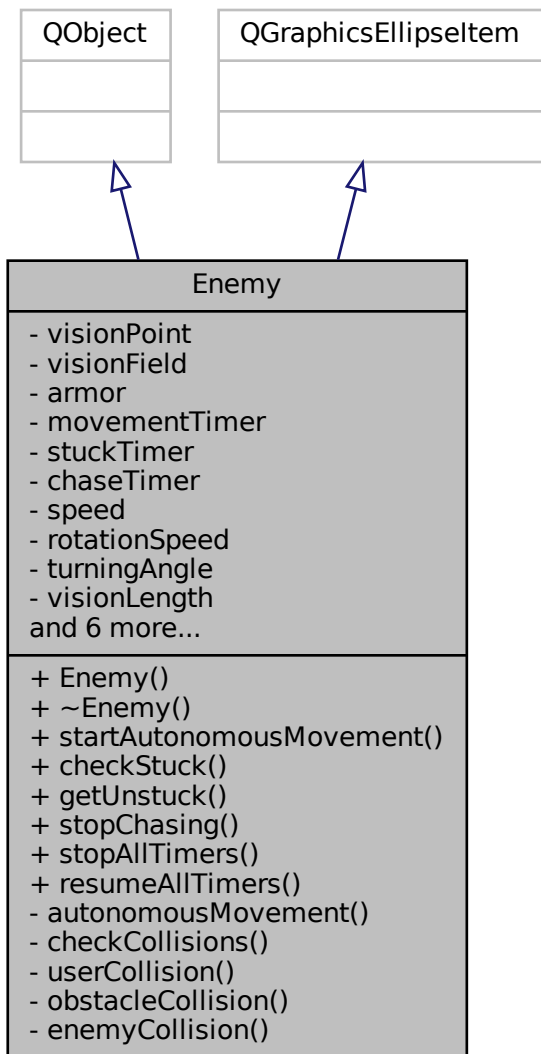 QObject
QGraphicsEllipseItem
Enemy
- visionPoint
- visionField
- armor
- movementTimer
- stuckTimer
- chaseTimer
- speed
- rotationSpeed
- turningAngle
- visionLength
and 6 more...
+ Enemy()
+ ~Enemy()
+ startAutonomousMovement()
+ checkStuck()
+ getUnstuck()
+ stopChasing()
+ stopAllTimers()
+ resumeAllTimers()
- autonomousMovement()
- checkCollisions()
- userCollision()
- obstacleCollision()
- enemyCollision()